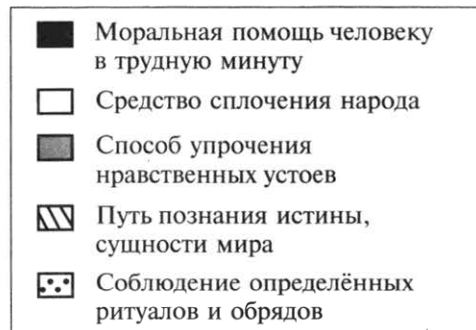 Моральная помощь человеку
в трудную минуту
Средство сплочения народа
Способ упрочения
нравственных устоев
Путь познания истины,
сущности мира
Соблюдение определённых
ритуалов и обрядов